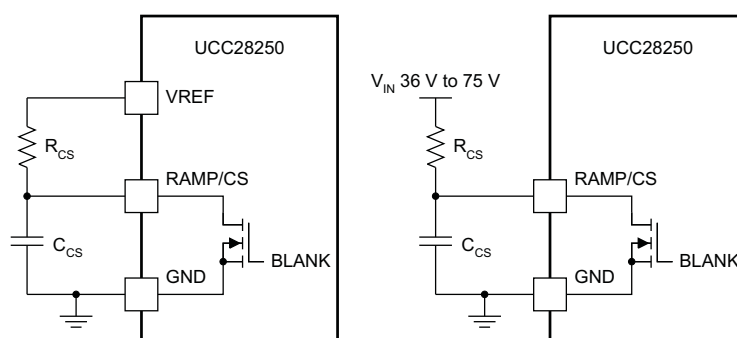 UCC28250
VREF
R_CS
RAMP/CS
C_CS
GND
BLANK
UCC28250
V_IN 36 V to 75 V
R_CS
RAMP/CS
C_CS
GND
BLANK